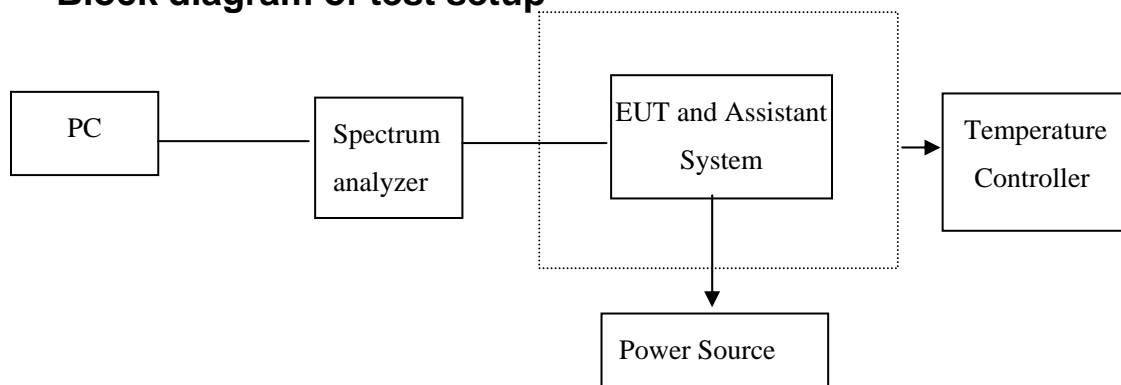 Block diagram of test setup
PC
Spectrum
analyzer
EUT and Assistant
System
Temperature
Controller
Power Source